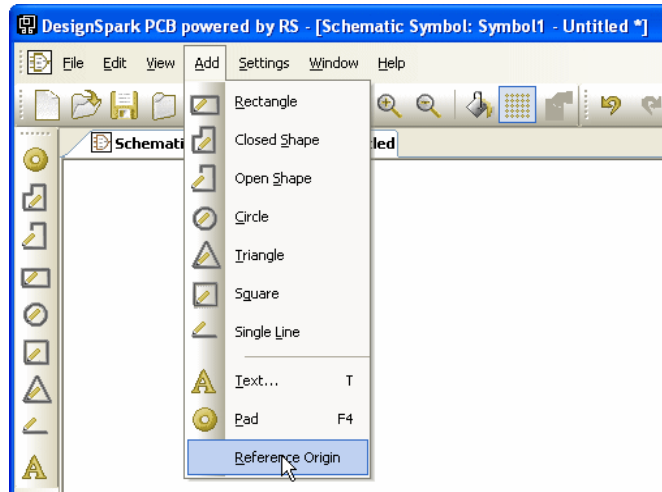 DesignSpark PCB powered by RS - [Schematic Symbol: Symbol1 - Untitled *]
File Edit View Add Settings Window Help
Rectangle
Schemati
led
Closed Shape
Open Shape
Circle
Triangle
Square
Single Line
Text... T
Pad F4
Reference Origin